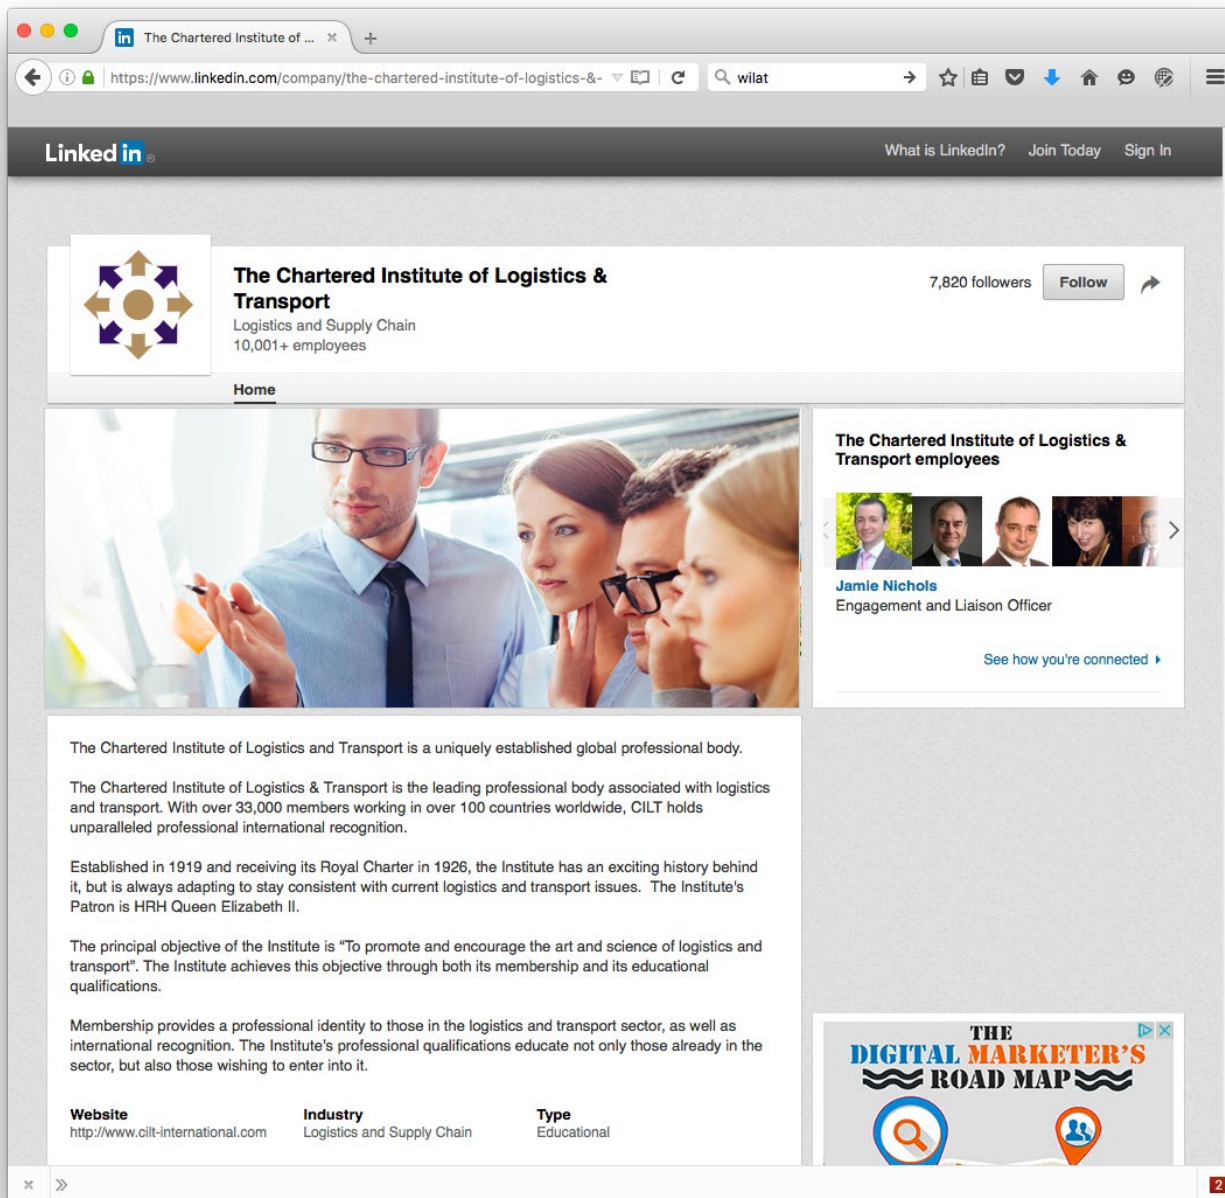 The Chartered Institute of ...
https://www.linkedin.com/company/the-chartered-institute-of-logistics-&-
wilat
Linked in ®
What is LinkedIn? Join Today Sign In
The Chartered Institute of Logistics &
Transport
Logistics and Supply Chain
10,001+ employees
7,820 followers Follow
Home
The Chartered Institute of Logistics &
Transport employees
Jamie Nichols
Engagement and Liaison Officer
See how you're connected
The Chartered Institute of Logistics and Transport is a uniquely established global professional body.
The Chartered Institute of Logistics & Transport is the leading professional body associated with logistics
and transport. With over 33,000 members working in over 100 countries worldwide, CILT holds
unparalleled professional international recognition.
Established in 1919 and receiving its Royal Charter in 1926, the Institute has an exciting history behind
it, but is always adapting to stay consistent with current logistics and transport issues.  The Institute's
Patron is HRH Queen Elizabeth II.
The principal objective of the Institute is “To promote and encourage the art and science of logistics and
transport”. The Institute achieves this objective through both its membership and its educational
qualifications.
Membership provides a professional identity to those in the logistics and transport sector, as well as
international recognition. The Institute's professional qualifications educate not only those already in the
sector, but also those wishing to enter into it.
Website Industry Type
http://www.cilt-international.com Logistics and Supply Chain Educational
THE
DIGITAL MARKETER'S
ROAD MAP
2